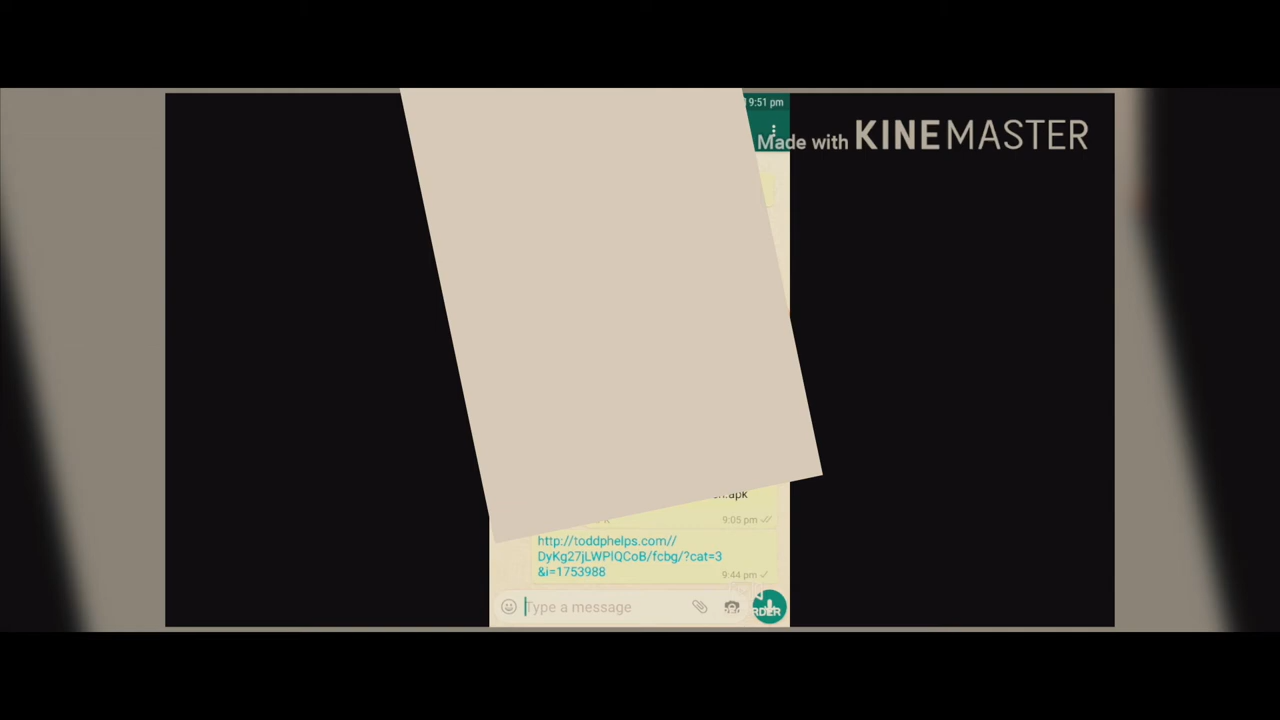 9:51 pm
Made with KINEMASTER
.apk
9:05 pm
http://toddphelps.com//
DyKg27jLWPlQCoB/fcbg/?cat=3
&i=1753988
9:44 pm
Type a message